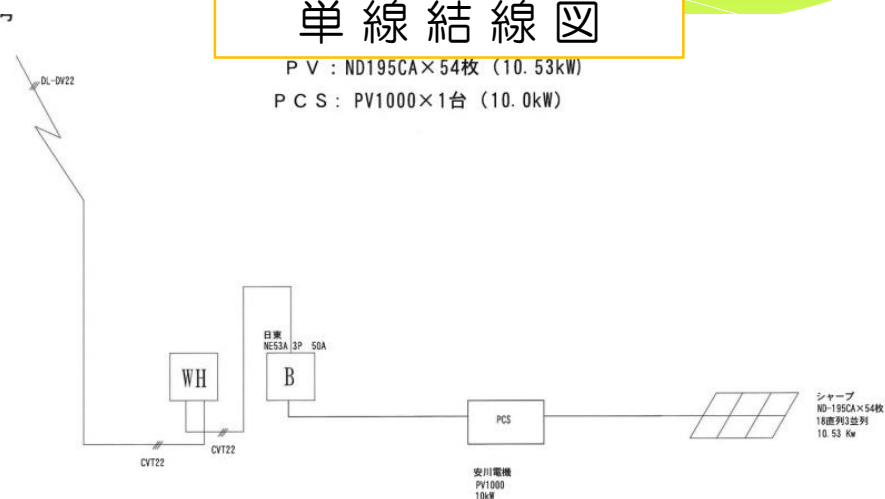 単線結線図
PV:ND195CA×54枚 (10.53kW)
PCS: PV1000×1台 (10.0kW)
DL-DV22
日東
NE53A 3P 50A
WH
B
CVT22
CVT22
PCS
安川電機
PV1000
10kW
シャープ
ND-195CA×54枚
18直列3並列
10.53 Kw